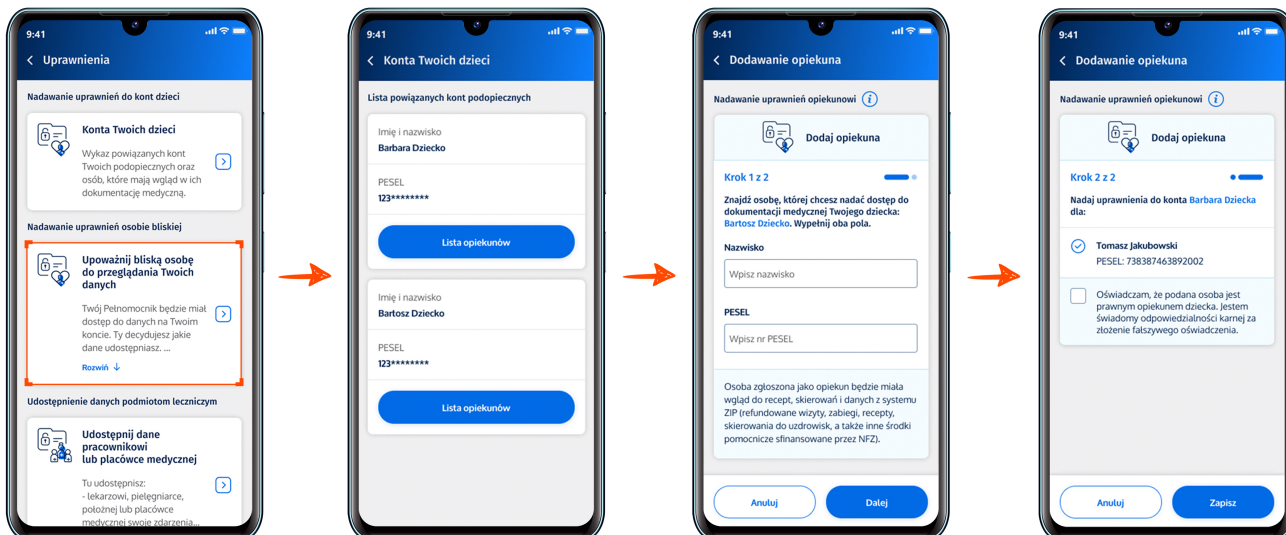 9:41
Uprawnienia
Nadawanie uprawnień do kont dzieci
Konta Twoich dzieci
Wykaz powiązanych kont
Twoich podopiecznych oraz
osób, które mają wgląd w ich
dokumentację medyczną.
Nadawanie uprawnień osobie bliskiej
Upoważnij bliską osobę
do przeglądania Twoich
danych
Twój Pełnomocnik będzie miał
dostęp do danych na Twoim
koncie. Ty decydujesz jakie
dane udostępniasz. ...
Rozwiń
Udostępnienie danych podmiotom leczniczym
Udostępnij dane
pracownikowi
lub placówce medycznej
Tu udostępnisz:
- lekarzowi, pielęgniarce,
położnej lub placówce
medycznej swoje zdarzenia...
9:41
Konta Twoich dzieci
Lista powiązanych kont podopiecznych
Imię i nazwisko
Barbara Dziecko
PESEL
123********
Lista opiekunów
Imię i nazwisko
Bartosz Dziecko
PESEL
123********
Lista opiekunów
9:41
Dodawanie opiekuna
Nadawanie uprawnień opiekunowi i
Dodaj opiekuna
Krok 1 z 2
Znajdź osobę, której chcesz nadać dostęp do
dokumentacji medycznej Twojego dziecka:
Bartosz Dziecko. Wypełnij oba pola.
Nazwisko
Wpisz nazwisko
PESEL
Wpisz nr PESEL
Osoba zgłoszona jako opiekun będzie miała
wgląd do recept, skierowań i danych z systemu
ZIP (refundowane wizyty, zabiegi, recepty,
skierowania do uzdrowisk, a także inne środki
pomocnicze sfinansowane przez NFZ).
Anuluj
Dalej
9:41
Dodawanie opiekuna
Nadawanie uprawnień opiekunowi i
Dodaj opiekuna
Krok 2 z 2
Nadaj uprawnienia do konta Barbara Dziecka
dla:
Tomasz Jakubowski
PESEL: 738387463892002
Oświadczam, że podana osoba jest
prawnym opiekunem dziecka. Jestem
świadomy odpowiedzialności karnej za
złożenie fałszywego oświadczenia.
Anuluj
Zapisz